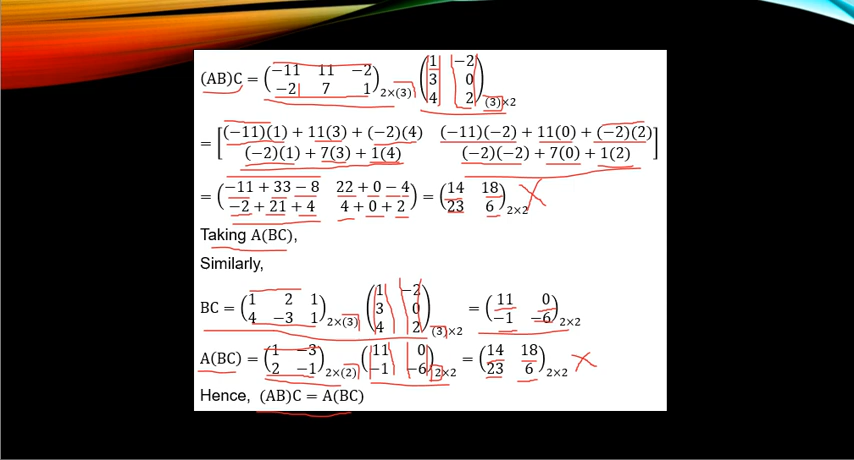 (AB)C = (−11 11 −2
−2 7 1)2×(3) (1 −2
3 0
4 2)(3)×2
= [(−11)(1) + 11(3) + (−2)(4) (−11)(−2) + 11(0) + (−2)(2)
(−2)(1) + 7(3) + 1(4) (−2)(−2) + 7(0) + 1(2)]
= (−11 + 33 − 8 22 + 0 − 4
−2 + 21 + 4 4 + 0 + 2) = (14 18
23 6)2×2
Taking A(BC),
Similarly,
BC = (1 2 1
4 −3 1)2×(3) (1 −2
3 0
4 2)(3)×2 = (11 0
−1 −6)2×2
A(BC) = (1 −3
2 −1)2×(2) (11 0
−1 −6)2×2 = (14 18
23 6)2×2
Hence, (AB)C = A(BC)